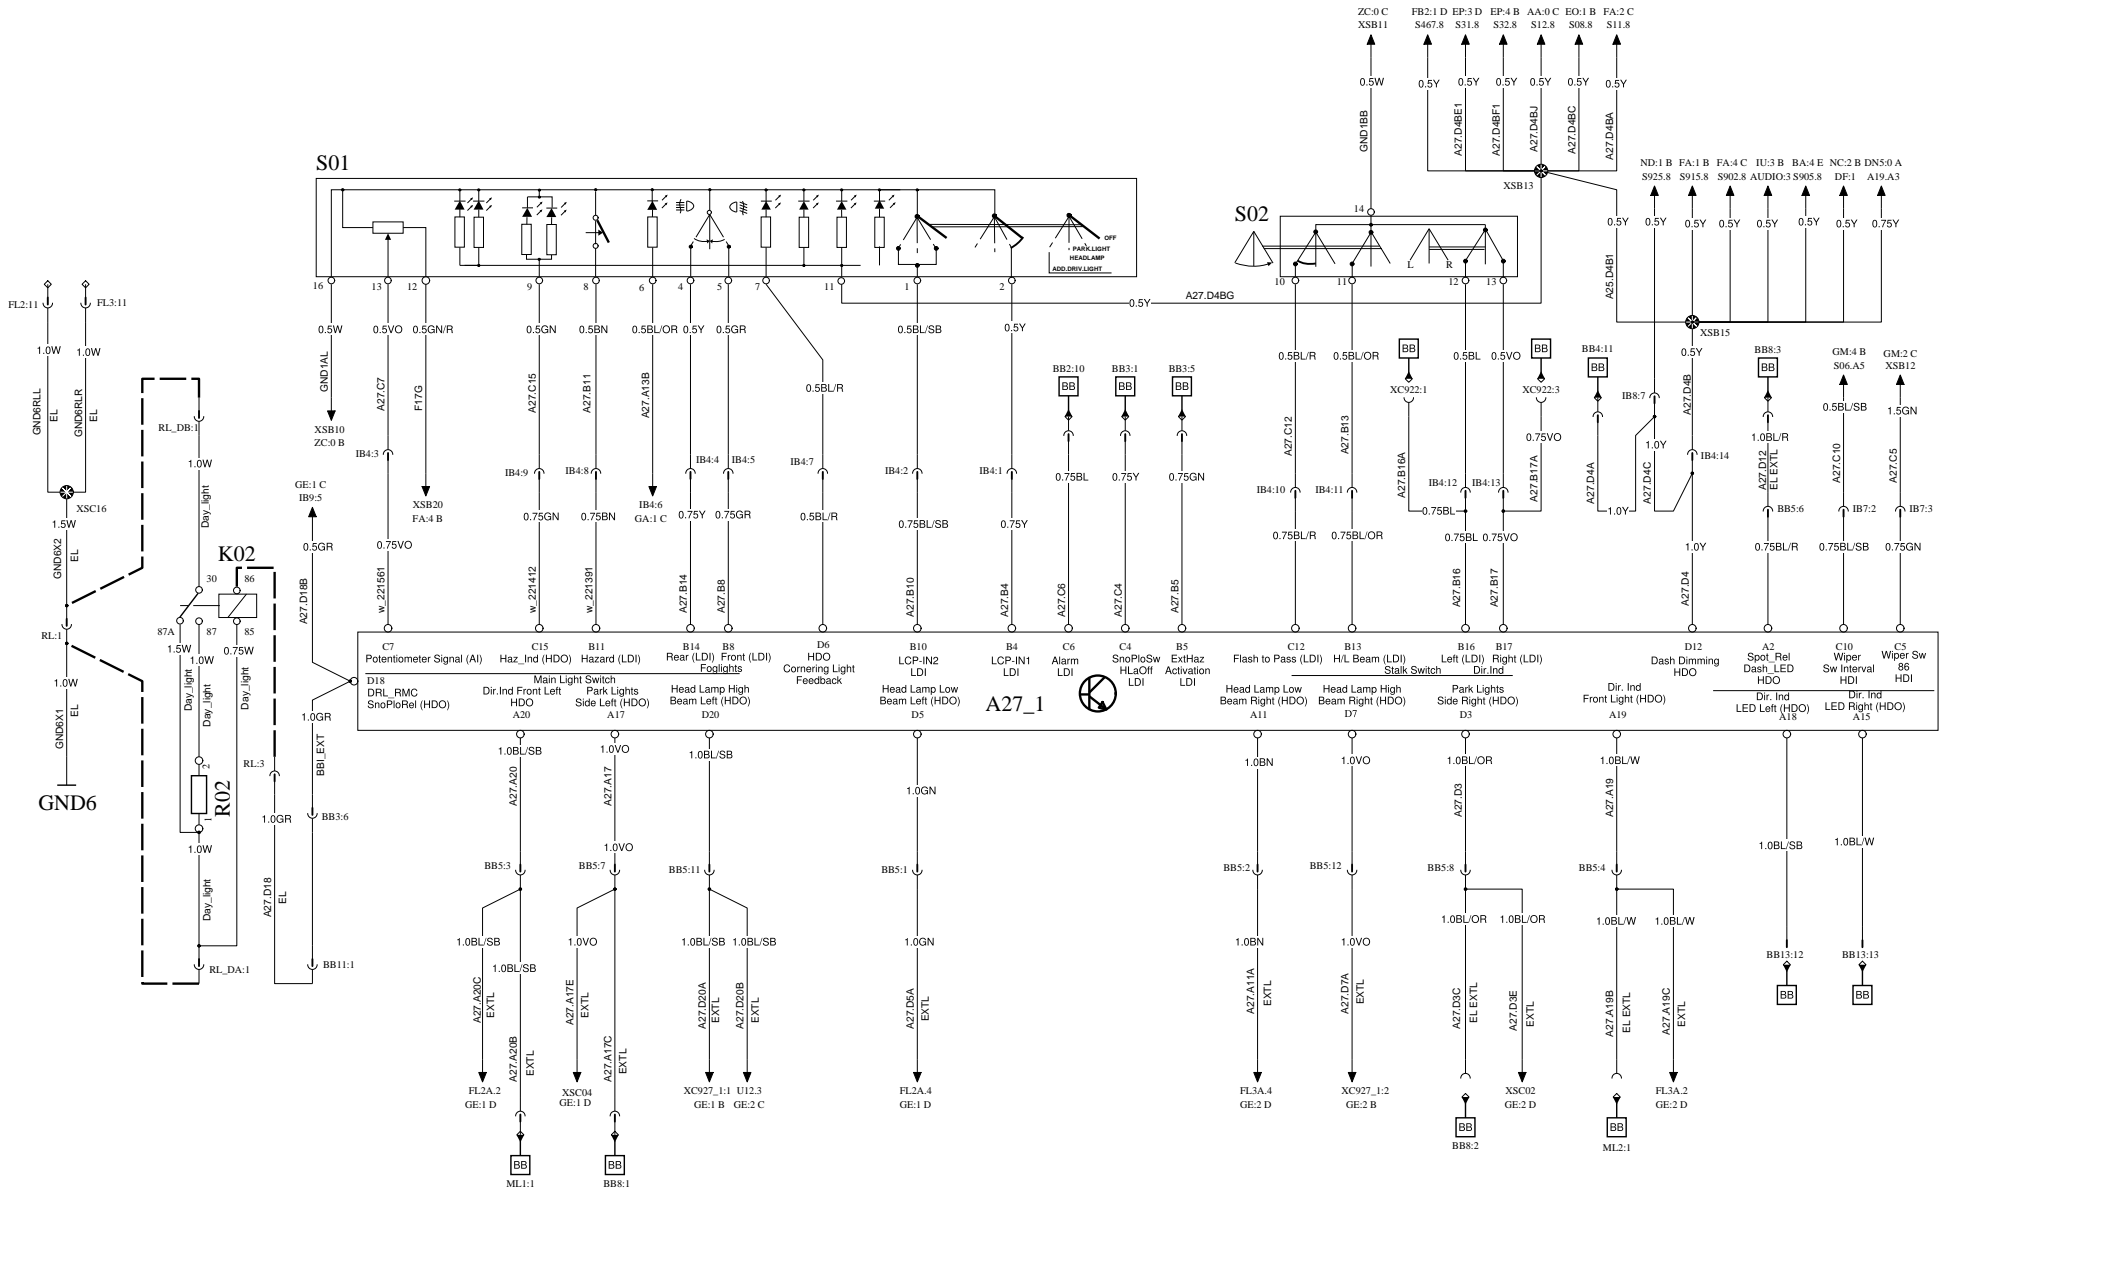 ZC:0 C
XSB11
FB2:1 D
S467.8
EP:3 D
S31.8
EP:4 B
S32.8
AA:0 C
S12.8
EO:1 B
S08.8
FA:2 C
S11.8
0.5W
0.5Y
0.5Y
0.5Y
0.5Y
0.5Y
0.5Y
GND1BB
A27.D4BE1
A27.D4BF1
A27.D4BJ
A27.D4BC
A27.D4BA
XSB13
ND:1 B
S925.8
FA:1 B
S915.8
FA:4 C
S902.8
IU:3 B
AUDIO:3
BA:4 E
S905.8
NC:2 B
DF:1
DN5:0 A
A19.A3
0.5Y
0.5Y
0.5Y
0.5Y
0.5Y
0.5Y
0.5Y
0.75Y
A25.D4B1
XSB15
S01
OFF
PARK.LIGHT
HEADLAMP
ADD.DRIV.LIGHT
16
13
12
9
8
6
4
5
7
11
1
2
S02
14
L
R
10
11
12
13
0.5Y
A27.D4BG
FL2:11
FL3:11
1.0W
1.0W
GND6RLL
EL
GND6RLR
EL
XSC16
1.5W
GND6X2
EL
RL:1
1.0W
GND6X1
EL
GND6
RL_DB:1
1.0W
Day_light
K02
30
86
87A
87
85
1.5W
1.0W
0.75W
Day_light
Day_light
Day_light
2
R02
1
1.0W
Day_light
RL_DA:1
RL:3
1.0GR
A27.D18
EL
GE:1 C
IB9:5
0.5GR
A27.D18B
1.0GR
BBI_EXT
BB3:6
BB11:1
0.5W
GND1AL
XSB10
ZC:0 B
0.5VO
A27.C7
IB4:3
0.75VO
w_221561
0.5GN/R
F17G
XSB20
FA:4 B
0.5GN
A27.C15
IB4:9
0.75GN
w_221412
0.5BN
A27.B11
IB4:8
0.75BN
w_221391
0.5BL/OR
A27.A13B
IB4:6
GA:1 C
0.5Y
IB4:4
0.75Y
A27.B14
0.5GR
IB4:5
0.75GR
A27.B8
0.5BL/R
IB4:7
0.5BL/R
0.5BL/SB
IB4:2
0.75BL/SB
A27.B10
0.5Y
IB4:1
0.75Y
A27.B4
BB2:10
BB
0.75BL
A27.C6
BB3:1
BB
0.75Y
A27.C4
BB3:5
BB
0.75GN
A27.B5
0.5BL/R
A27.C12
IB4:10
0.75BL/R
0.5BL/OR
A27.B13
IB4:11
0.75BL/OR
BB
XC922:1
A27.B16A
0.75BL
0.5BL
IB4:12
0.75BL
A27.B16
0.5VO
IB4:13
0.75VO
A27.B17
BB
XC922:3
0.75VO
A27.B17A
BB4:11
BB
A27.D4A
1.0Y
IB8:7
1.0Y
A27.D4C
0.5Y
A27.D4B
IB4:14
1.0Y
A27.D4
BB8:3
BB
1.0BL/R
A27.D12
EL EXTL
BB5:6
0.75BL/R
GM:4 B
S06.A5
0.5BL/SB
A27.C10
IB7:2
0.75BL/SB
GM:2 C
XSB12
1.5GN
A27.C5
IB7:3
0.75GN
C7
Potentiometer Signal (AI)
D18
DRL_RMC
SnoPloRel (HDO)
C15
Haz_Ind (HDO)
B11
Hazard (LDI)
B14
Rear (LDI)
B8
Front (LDI)
Foglights
Main Light Switch
D6
HDO
Cornering Light
Feedback
B10
LCP-IN2
LDI
B4
LCP-IN1
LDI
C6
Alarm
LDI
C4
SnoPloSw
HLaOff
LDI
B5
ExtHaz
Activation
LDI
C12
Flash to Pass (LDI)
B13
H/L Beam (LDI)
B16
Left (LDI)
B17
Right (LDI)
Stalk Switch
Dir.Ind
D12
Dash Dimming
HDO
A2
Spot_Rel
Dash_LED
HDO
C10
Wiper
Sw Interval
HDI
C5
Wiper Sw
86
HDI
Dir.Ind Front Left
HDO
A20
Park Lights
Side Left (HDO)
A17
Head Lamp High
Beam Left (HDO)
D20
Head Lamp Low
Beam Left (HDO)
D5
A27_1
Head Lamp Low
Beam Right (HDO)
A11
Head Lamp High
Beam Right (HDO)
D7
Park Lights
Side Right (HDO)
D3
Dir. Ind
Front Light (HDO)
A19
Dir. Ind
LED Left (HDO)
A18
Dir. Ind
LED Right (HDO)
A15
1.0BL/SB
A27.A20
BB5:3
1.0BL/SB
A27.A20C
EXTL
FL2A.2
GE:1 D
1.0BL/SB
A27.A20B
EXTL
BB
ML1:1
1.0VO
A27.A17
1.0VO
BB5:7
1.0VO
A27.A17E
EXTL
XSC04
GE:1 D
A27.A17C
EXTL
BB
BB8:1
1.0BL/SB
BB5:11
1.0BL/SB
A27.D20A
EXTL
XC927_1:1
GE:1 B
1.0BL/SB
A27.D20B
EXTL
U12.3
GE:2 C
1.0GN
BB5:1
1.0GN
A27.D5A
EXTL
FL2A.4
GE:1 D
1.0BN
BB5:2
1.0BN
A27.A11A
EXTL
FL3A.4
GE:2 D
1.0VO
BB5:12
1.0VO
A27.D7A
EXTL
XC927_1:2
GE:2 B
1.0BL/OR
A27.D3
BB5:8
1.0BL/OR
A27.D3C
EL EXTL
BB
BB8:2
1.0BL/OR
A27.D3E
EXTL
XSC02
GE:2 D
1.0BL/W
A27.A19
BB5:4
1.0BL/W
A27.A19B
EL EXTL
BB
ML2:1
1.0BL/W
A27.A19C
EXTL
FL3A.2
GE:2 D
1.0BL/SB
BB13:12
BB
1.0BL/W
BB13:13
BB